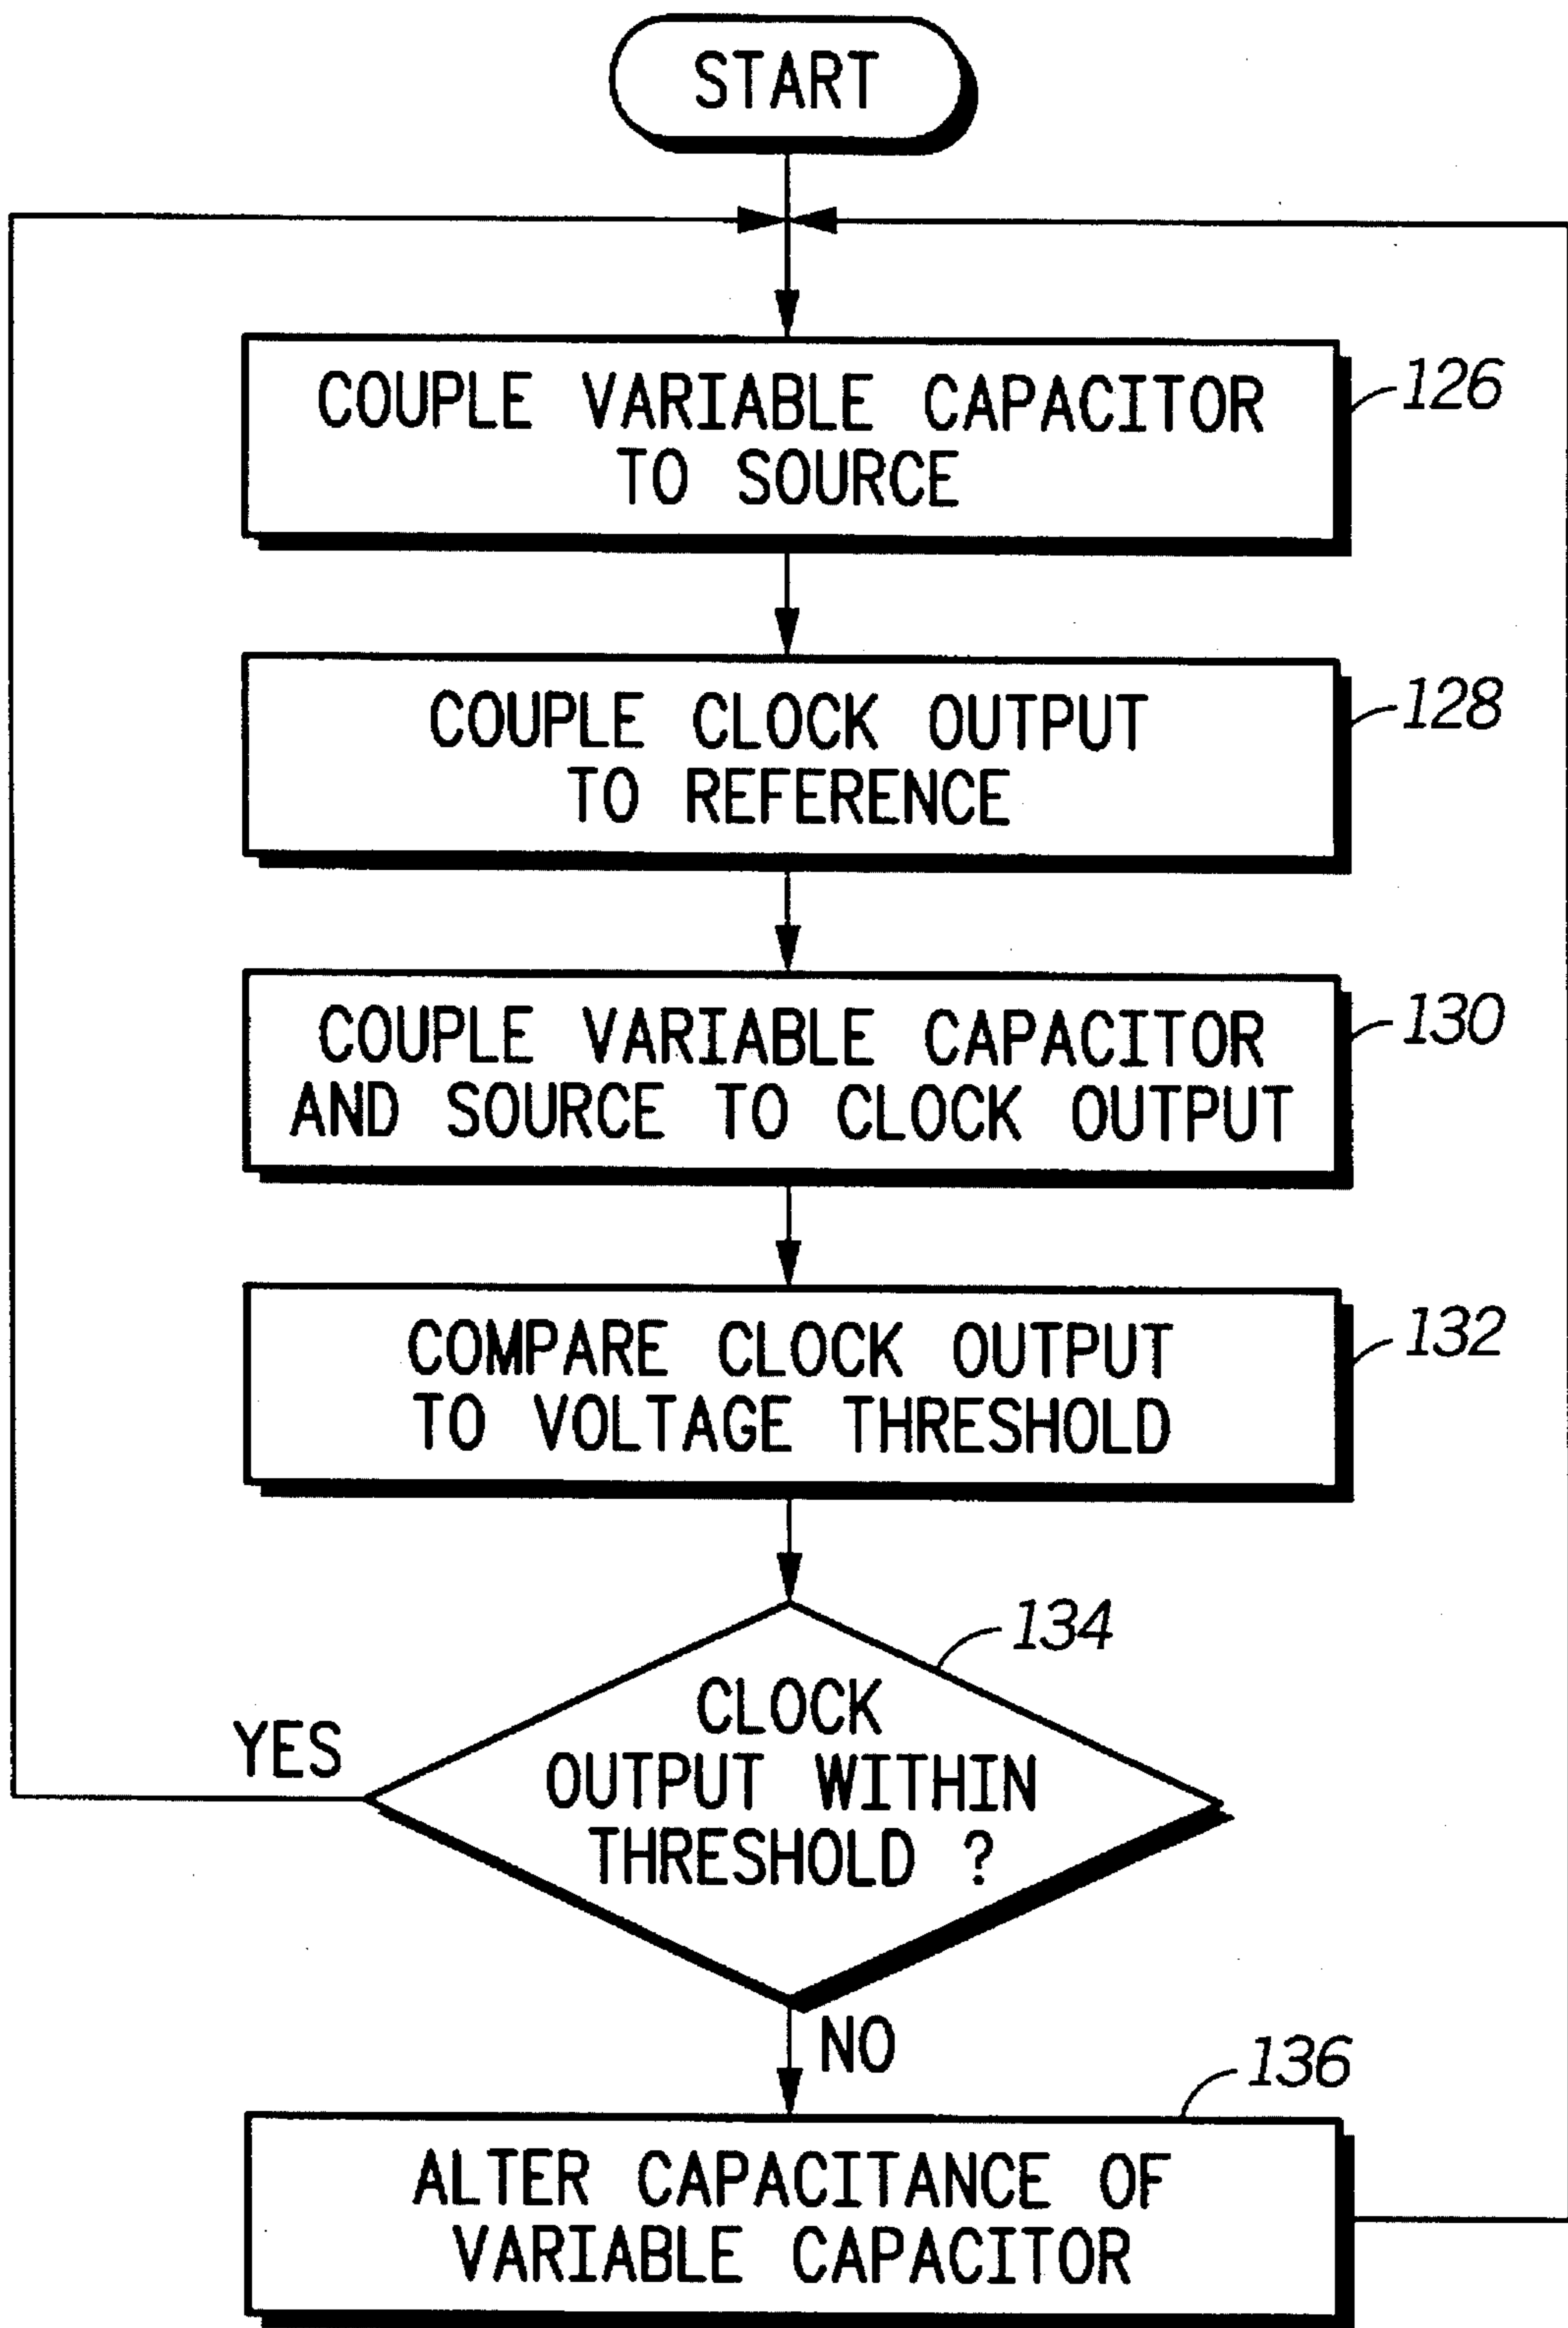 START
COUPLE VARIABLE CAPACITOR
TO SOURCE
126
COUPLE CLOCK OUTPUT
TO REFERENCE
128
COUPLE VARIABLE CAPACITOR
AND SOURCE TO CLOCK OUTPUT
130
COMPARE CLOCK OUTPUT
TO VOLTAGE THRESHOLD
132
134
CLOCK
OUTPUT WITHIN
THRESHOLD ?
YES
NO
136
ALTER CAPACITANCE OF
VARIABLE CAPACITOR